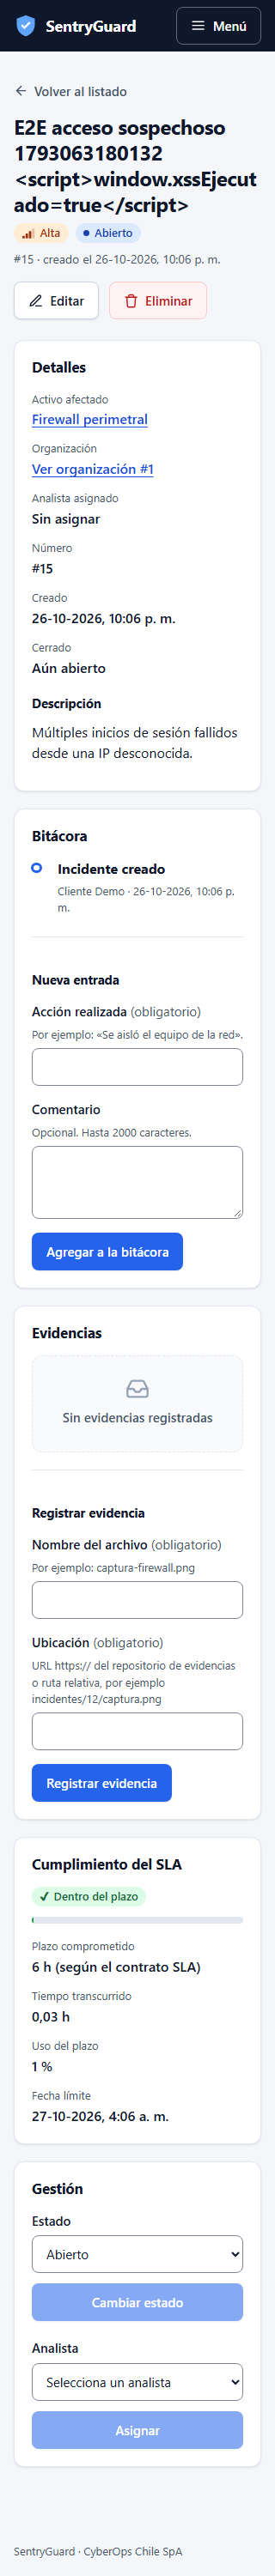 SentryGuard
Menú
Volver al listado
E2E acceso sospechoso
1793063180132
<script>window.xssEjecut
ado=true</script>
Alta
Abierto
#15 · creado el 26-10-2026, 10:06 p. m.
Editar
Eliminar
Detalles
Activo afectado
Firewall perimetral
Organización
Ver organización #1
Analista asignado
Sin asignar
Número
#15
Creado
26-10-2026, 10:06 p. m.
Cerrado
Aún abierto
Descripción
Múltiples inicios de sesión fallidos
desde una IP desconocida.
Bitácora
Incidente creado
Cliente Demo · 26-10-2026, 10:06 p.
m.
Nueva entrada
Acción realizada (obligatorio)
Por ejemplo: «Se aisló el equipo de la red».
Comentario
Opcional. Hasta 2000 caracteres.
Agregar a la bitácora
Evidencias
Sin evidencias registradas
Registrar evidencia
Nombre del archivo (obligatorio)
Por ejemplo: captura-firewall.png
Ubicación (obligatorio)
URL https:// del repositorio de evidencias
o ruta relativa, por ejemplo
incidentes/12/captura.png
Registrar evidencia
Cumplimiento del SLA
Dentro del plazo
Plazo comprometido
6 h (según el contrato SLA)
Tiempo transcurrido
0,03 h
Uso del plazo
1 %
Fecha límite
27-10-2026, 4:06 a. m.
Gestión
Estado
Abierto
Cambiar estado
Analista
Selecciona un analista
Asignar
SentryGuard · CyberOps Chile SpA